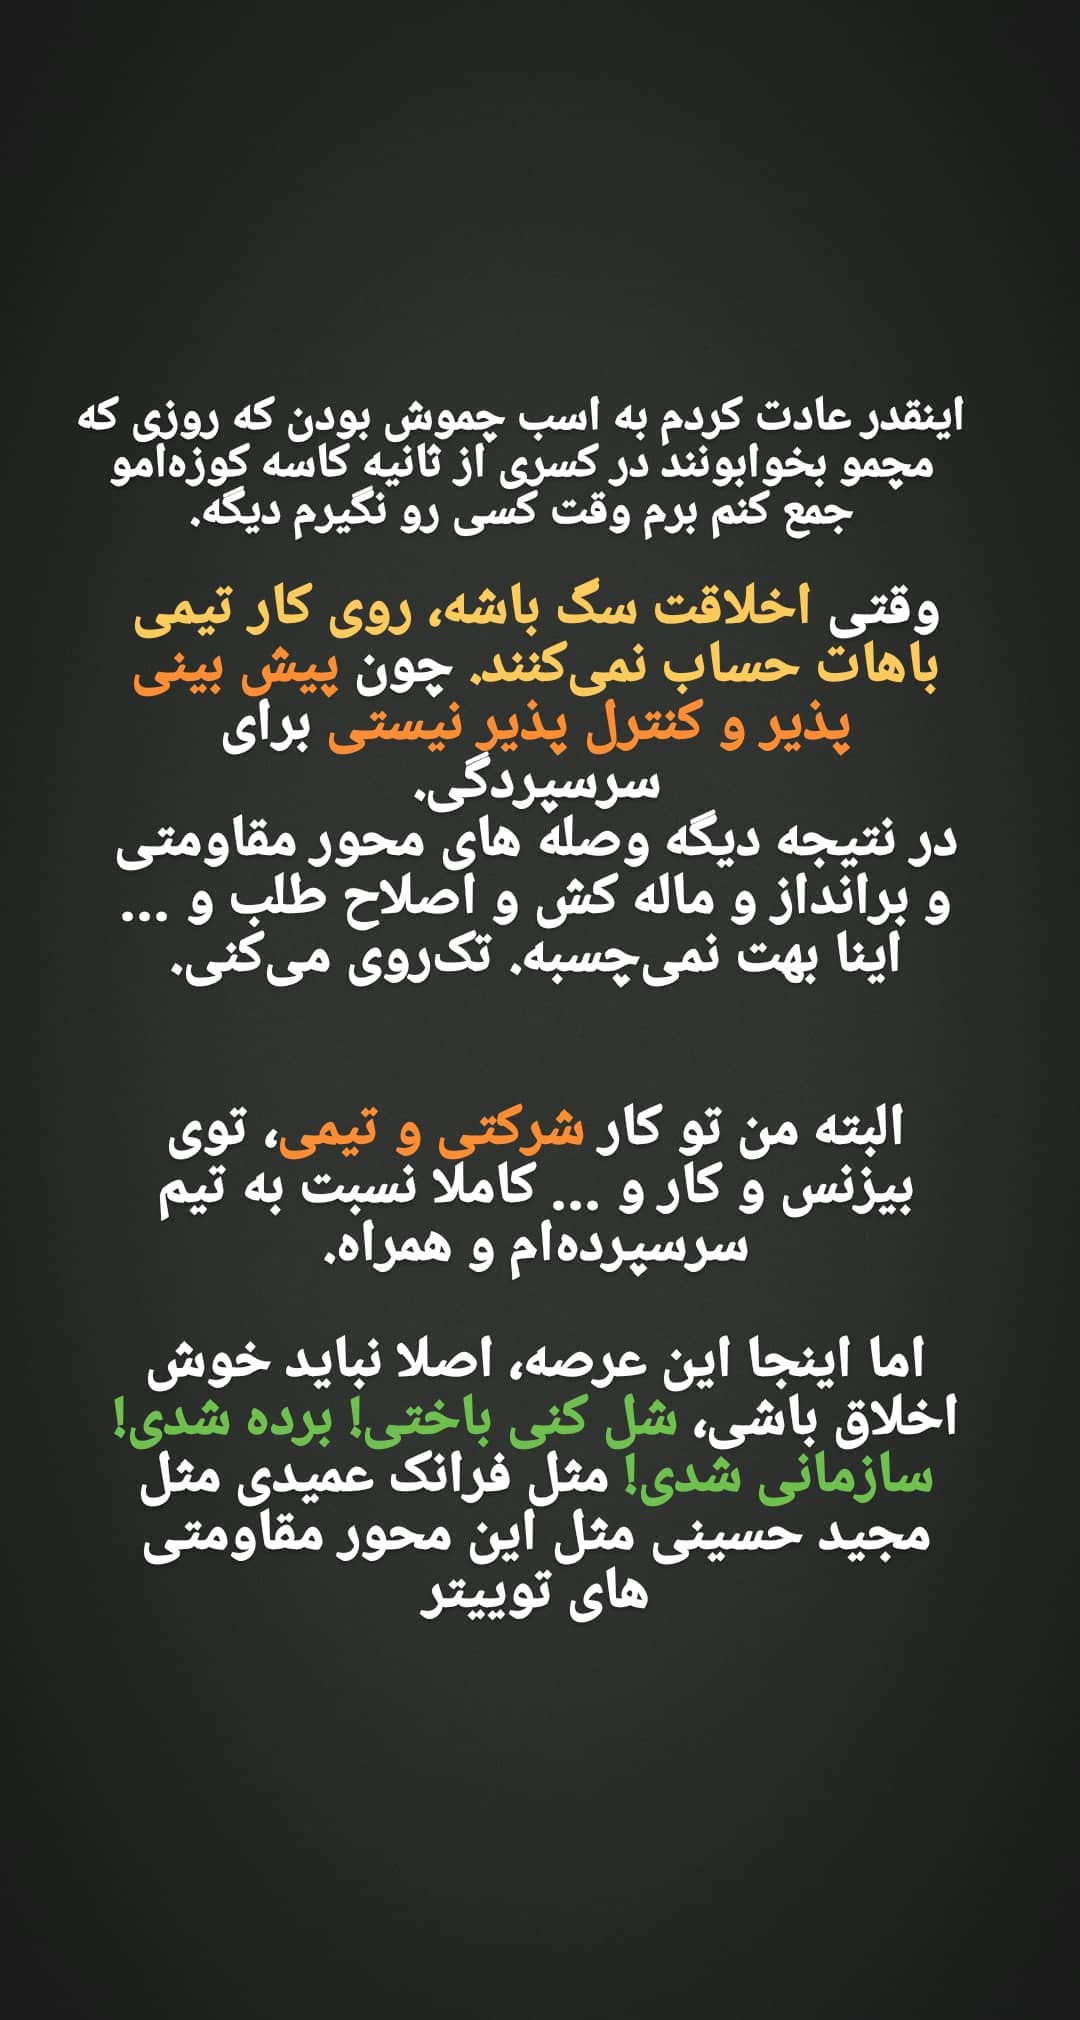 اینقدر عادت کردم به اسب چموش بودن که روزی که
مچمو بخوابونند در کسری از ثانیه کاسه کوزه‌امو
جمع کنم برم وقت کسی رو نگیرم دیگه.
وقتی اخلاقت سگ باشه، روی کار تیمی
باهات حساب نمی‌کنند. چون پیش بینی
پذیر و کنترل پذیر نیستی برای
سرسپردگی.
در نتیجه دیگه وصله های محور مقاومتی
و برانداز و ماله کش و اصلاح طلب و ...
اینا بهت نمی‌چسبه. تک‌روی می‌کنی.
البته من تو کار شرکتی و تیمی، توی
بیزنس و کار و ... کاملا نسبت به تیم
سرسپرده‌ام و همراه.
اما اینجا این عرصه، اصلا نباید خوش
اخلاق باشی، شل کنی باختی! برده شدی!
سازمانی شدی! مثل فرانک عمیدی مثل
مجید حسینی مثل این محور مقاومتی
های توییتر